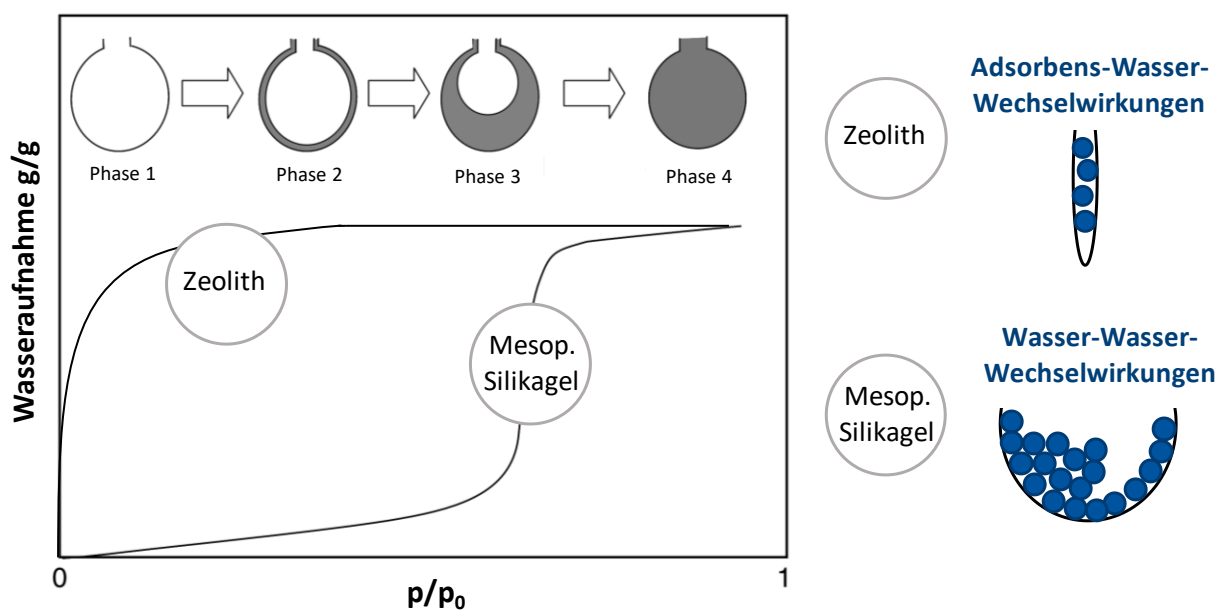 Phase 1
Phase 2
Phase 3
Phase 4
Wasseraufnahme g/g
Zeolith
Mesop.
Silikagel
0
p/p₀
1
Adsorbens-Wasser-
Wechselwirkungen
Zeolith
Wasser-Wasser-
Wechselwirkungen
Mesop.
Silikagel